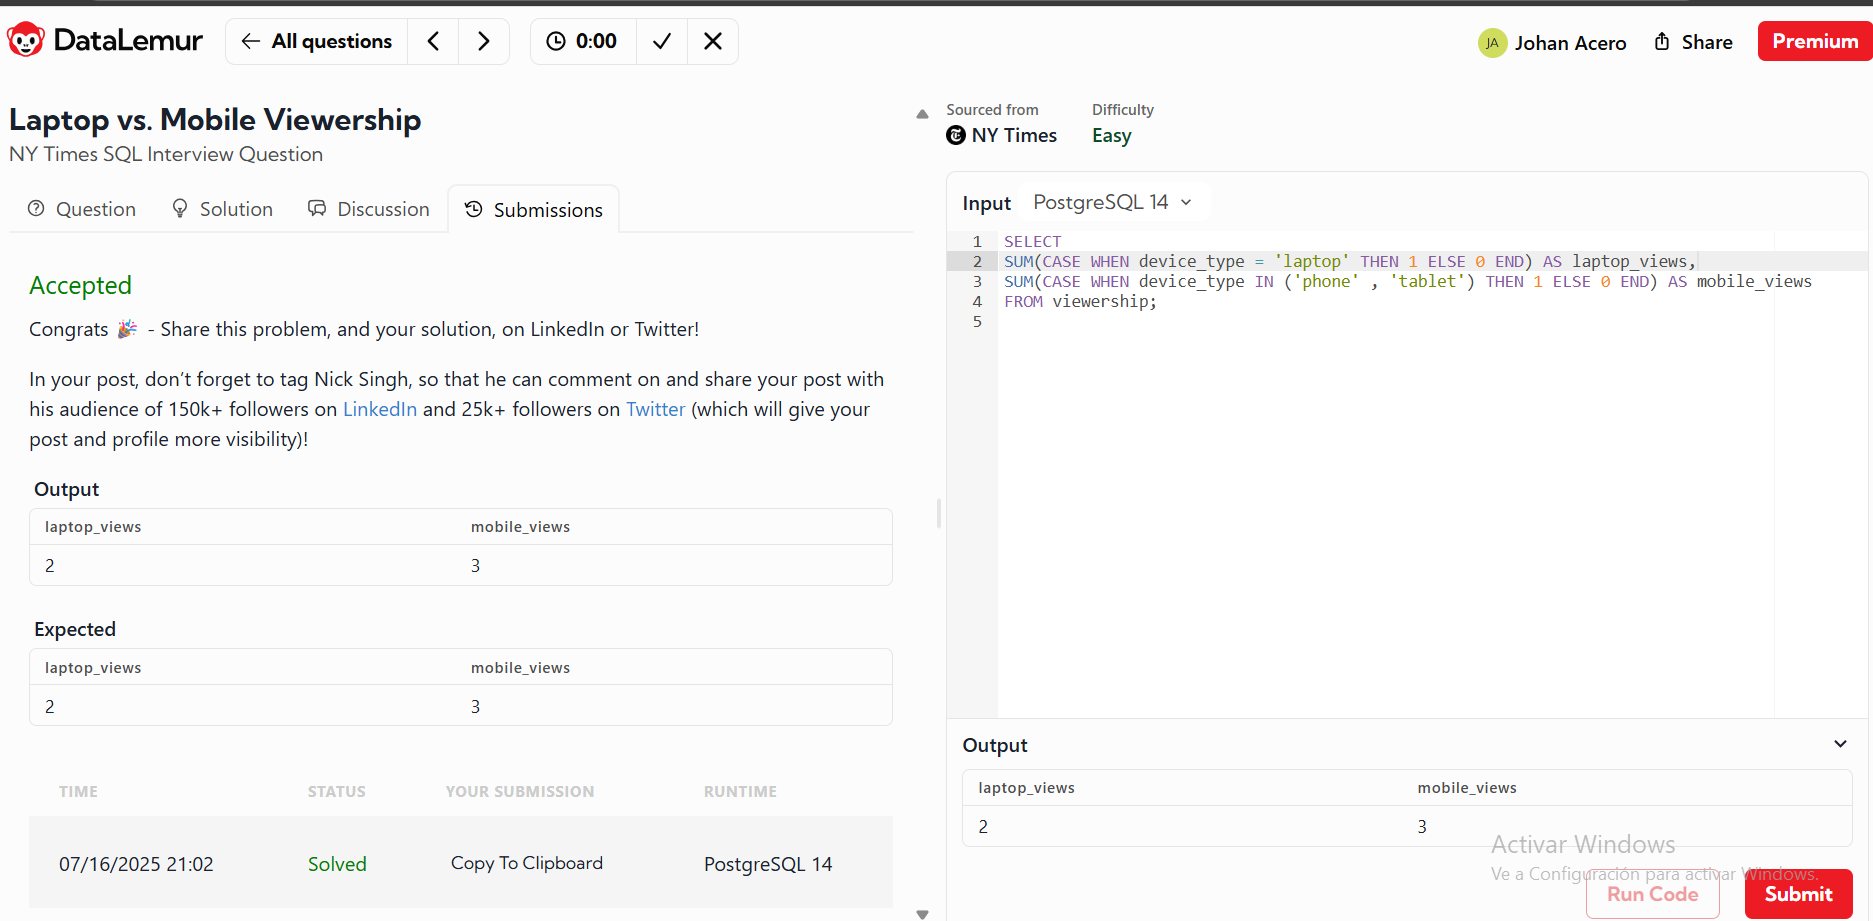 DataLemur
All questions
0:00
JA
Johan Acero
Share
Premium
Laptop vs. Mobile Viewership
NY Times SQL Interview Question
Question
Solution
Discussion
Submissions
Accepted
Congrats 🎉 - Share this problem, and your solution, on LinkedIn or Twitter!
In your post, don’t forget to tag Nick Singh, so that he can comment on and share your post with
his audience of 150k+ followers on LinkedIn and 25k+ followers on Twitter (which will give your
post and profile more visibility)!
Output
laptop_views mobile_views
2 3
Expected
laptop_views mobile_views
2 3
TIME STATUS YOUR SUBMISSION RUNTIME
07/16/2025 21:02 Solved Copy To Clipboard PostgreSQL 14
Sourced from Difficulty
NY Times Easy
Input PostgreSQL 14
1 SELECT
2 SUM(CASE WHEN device_type = 'laptop' THEN 1 ELSE 0 END) AS laptop_views,
3 SUM(CASE WHEN device_type IN ('phone' , 'tablet') THEN 1 ELSE 0 END) AS mobile_views
4 FROM viewership;
5
Output
laptop_views mobile_views
2 3
Activar Windows
Ve a Configuración para activar Windows.
Run Code
Submit